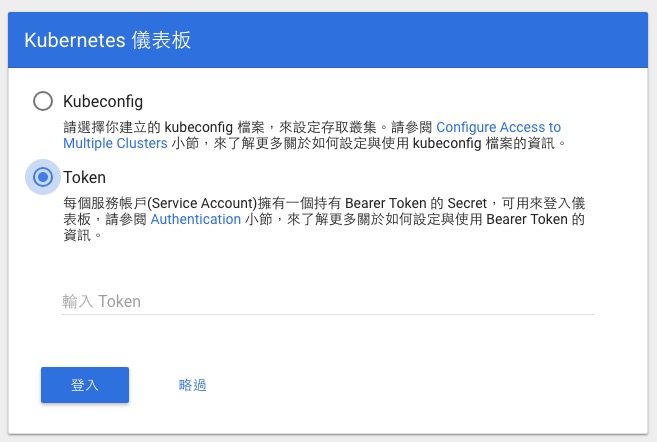 Kubernetes 儀表板
Kubeconfig
請選擇你建立的 kubeconfig 檔案，來設定存取叢集。請參閱 Configure Access to
Multiple Clusters 小節，來了解更多關於如何設定與使用 kubeconfig 檔案的資訊。
Token
每個服務帳戶(Service Account)擁有一個持有 Bearer Token 的 Secret，可用來登入儀
表板，請參閱 Authentication 小節，來了解更多關於如何設定與使用 Bearer Token 的
資訊。
輸入 Token
登入
略過